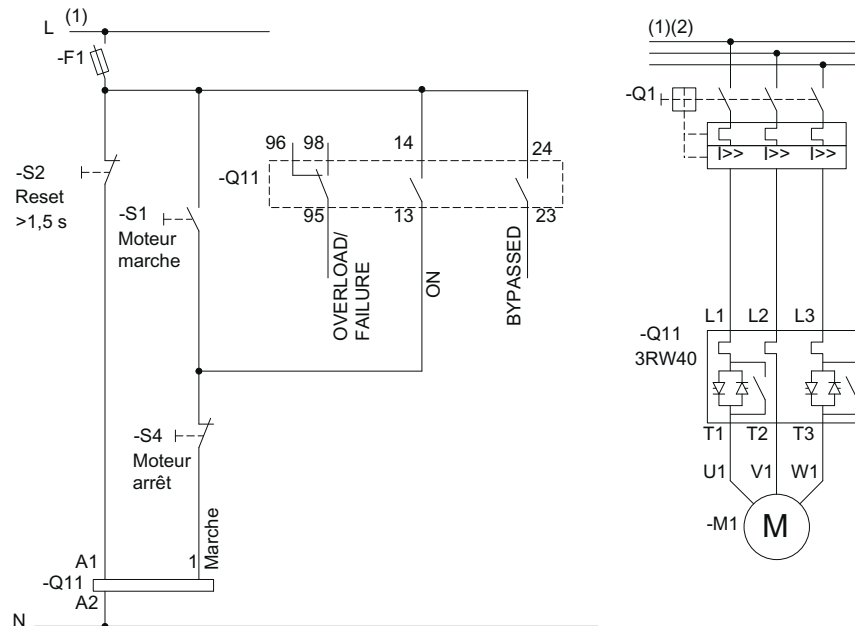 L (1)
-F1
-S2
Reset
>1,5 s
-S1
Moteur
marche
96 98 14 24
-Q11
95 13 23
OVERLOAD/
FAILURE
ON
BYPASSED
-S4
Moteur
arrêt
Marche
A1 1
-Q11
A2
N
(1)(2)
-Q1
I>> I>> I>>
L1 L2 L3
-Q11
3RW40
T1 T2 T3
U1 V1 W1
-M1
M